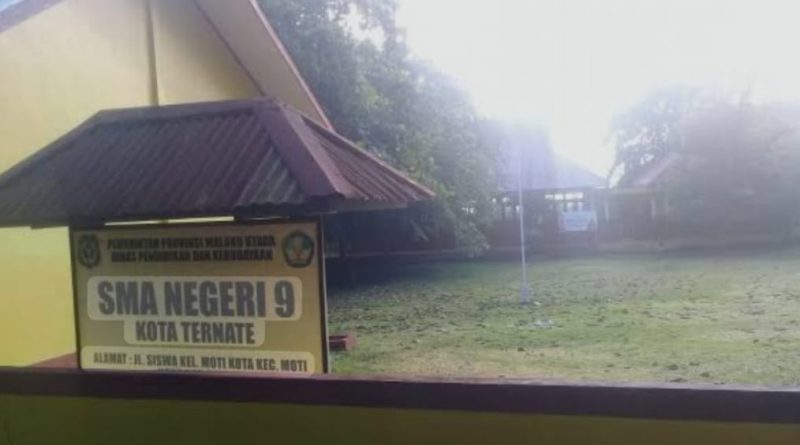 PEMERINTAH PROVINSI MALUKU UTARA
DINAS PENDIDIKAN DAN KEBUDAYAAN
SMA NEGERI 9
KOTA TERNATE
ALAMAT : JL. SISWA KEL. MOTI KOTA KEC. MOTI